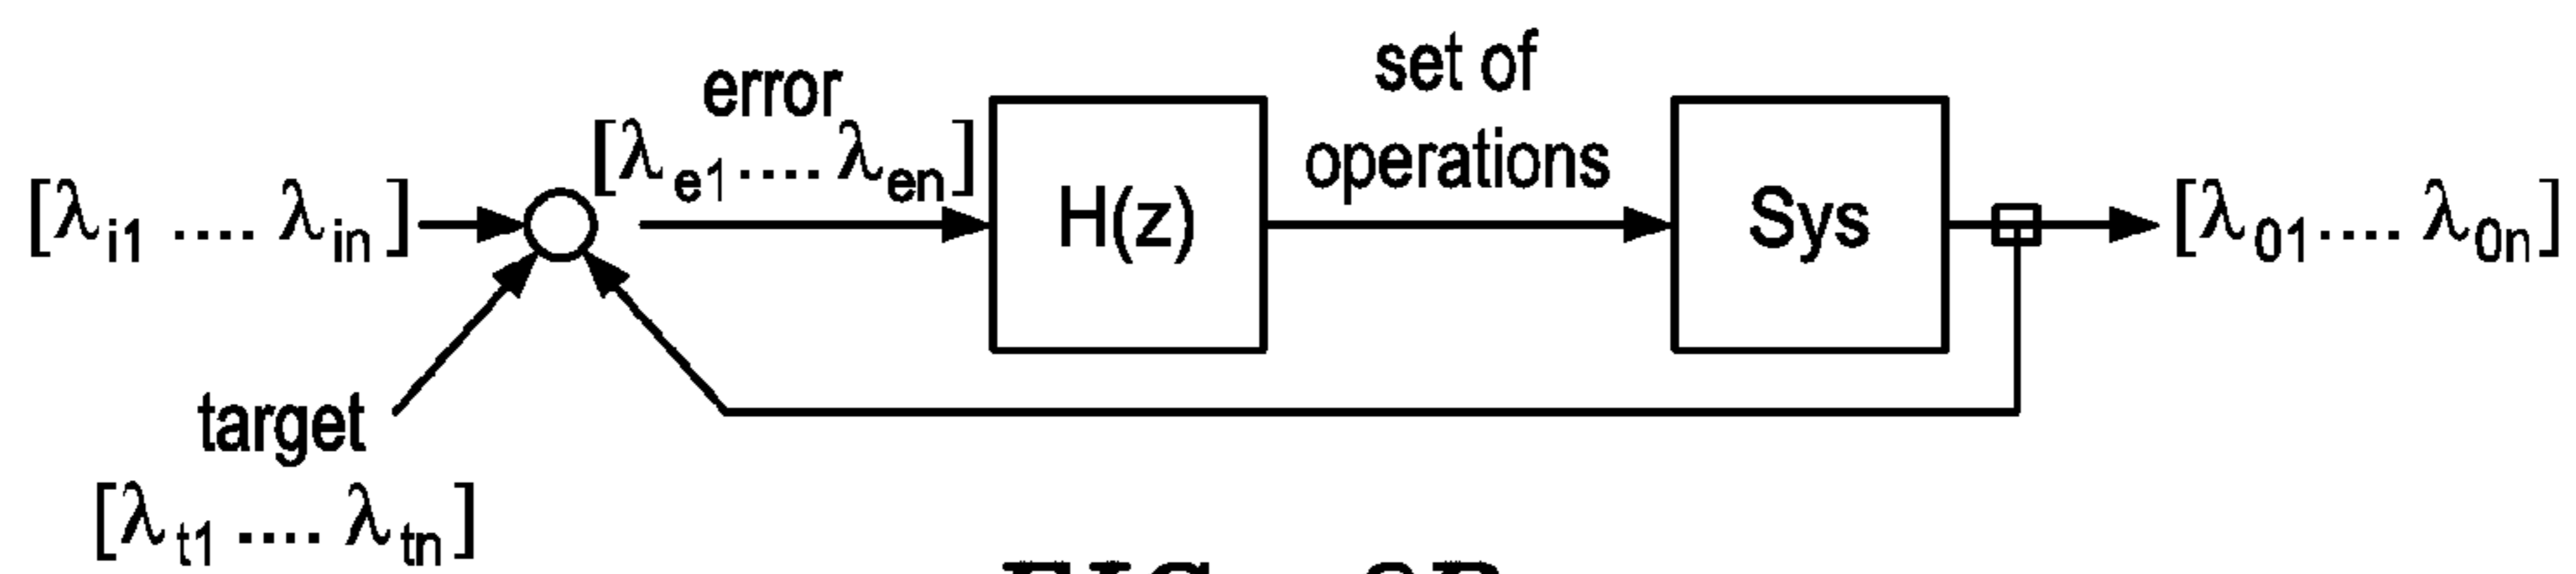 error
[λe1.... λen]
set of
operations
[λi1 .... λin]
H(z)
Sys
[λ01.... λ0n]
target
[λt1 .... λtn]